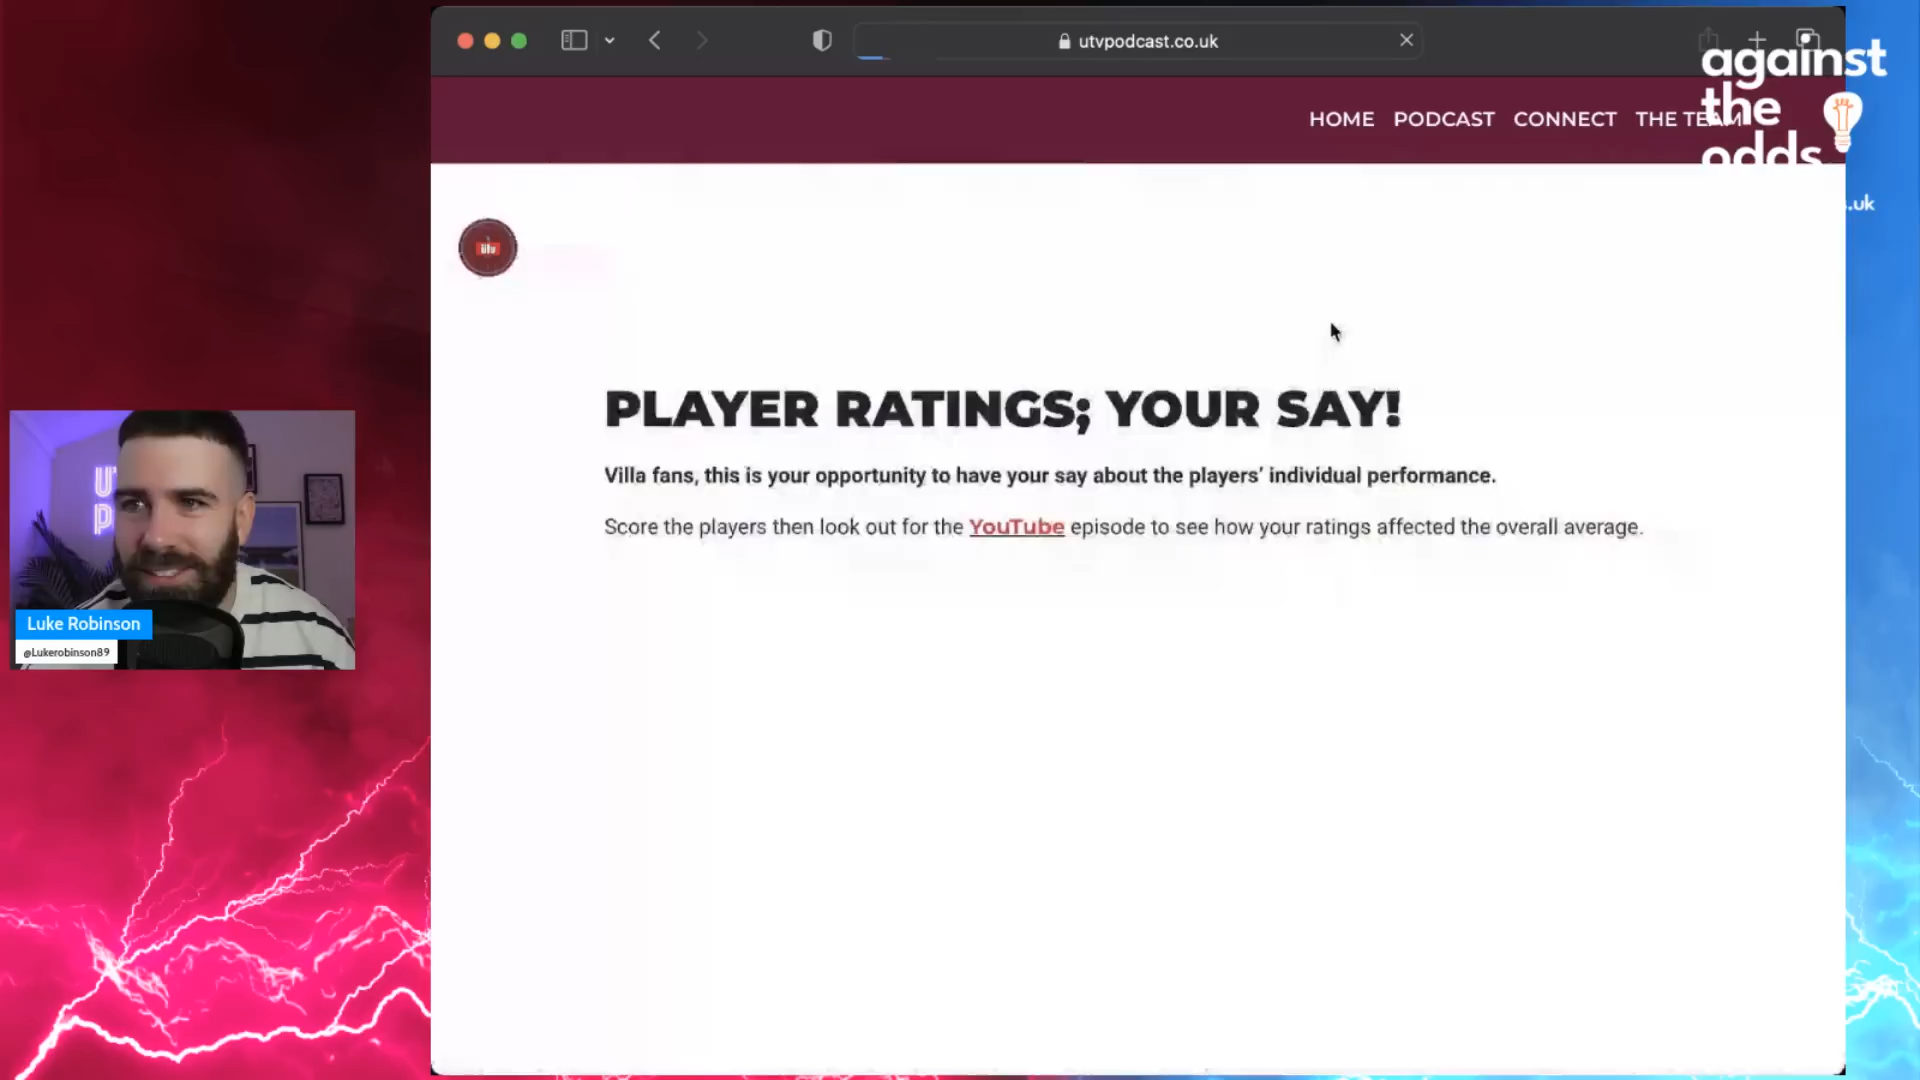 utvpodcast.co.uk
against
the
odds.
.uk
HOME PODCAST CONNECT THE TEAM
utv
PLAYER RATINGS; YOUR SAY!
Villa fans, this is your opportunity to have your say about the players’ individual performance.
Score the players then look out for the YouTube episode to see how your ratings affected the overall average.
Luke Robinson
@Lukerobinson89